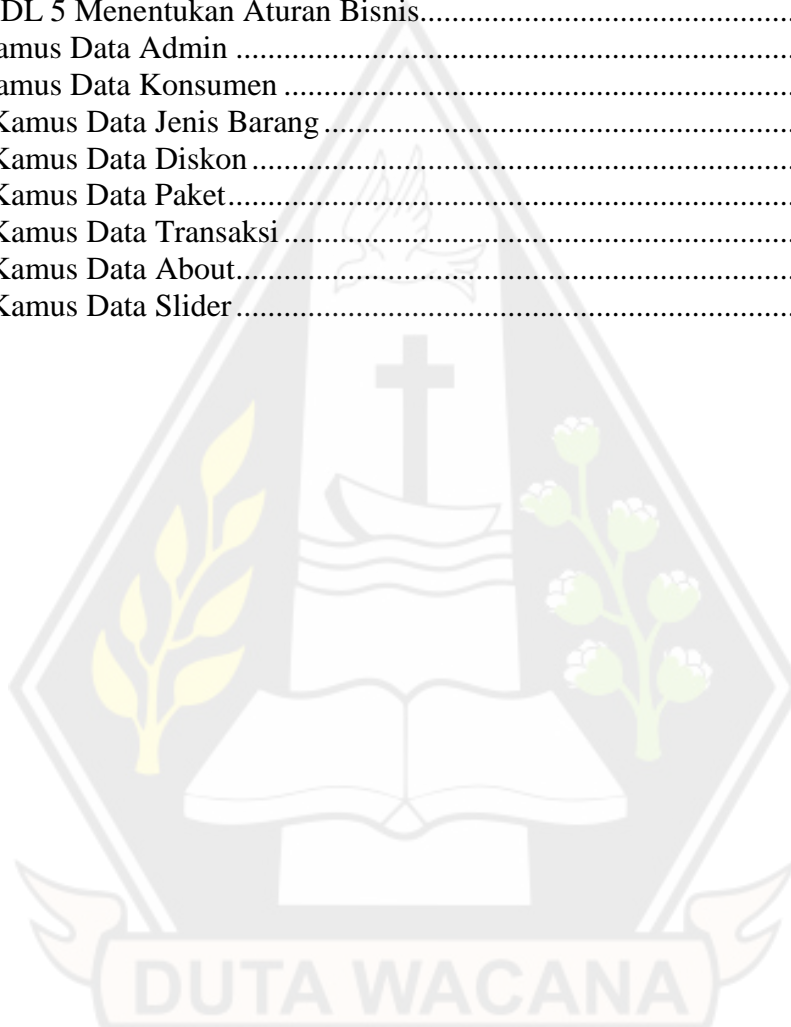 DL 5 Menentukan Aturan Bisnis....................................................
amus Data Admin ...........................................................................
amus Data Konsumen .....................................................................
Kamus Data Jenis Barang ................................................................
Kamus Data Diskon .........................................................................
Kamus Data Paket............................................................................
Kamus Data Transaksi .....................................................................
Kamus Data About...........................................................................
Kamus Data Slider ...........................................................................
DUTA WACANA